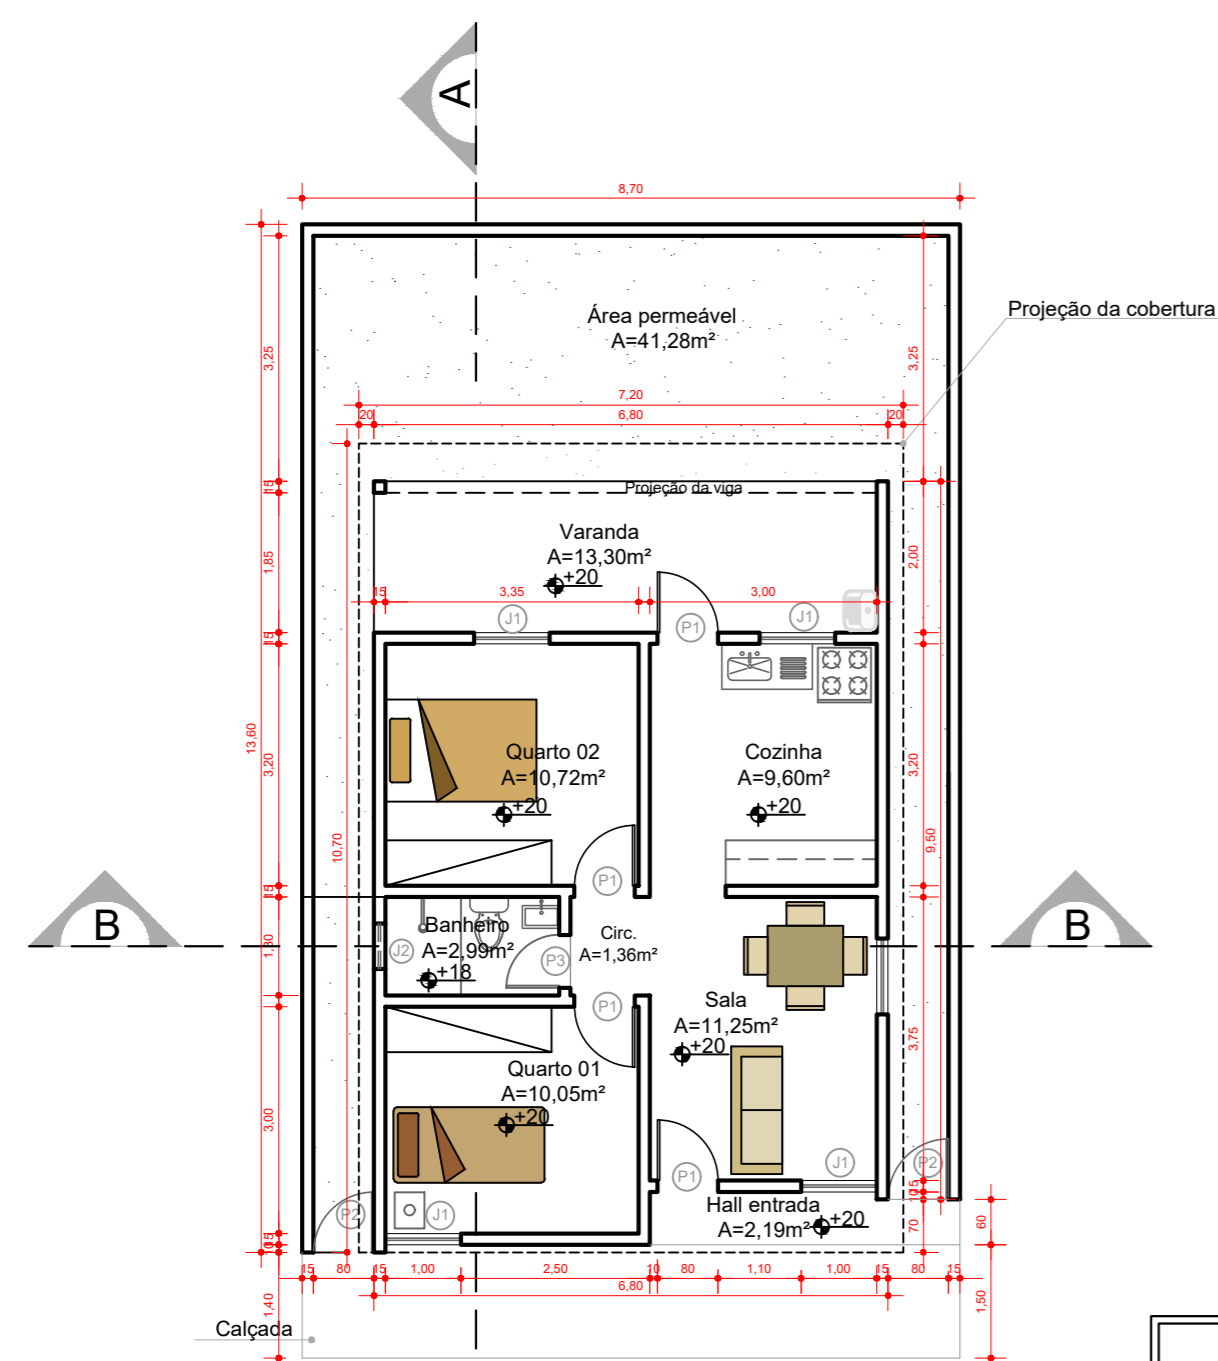 A
8,70
Área permeável
A=41,28m²
Projeção da cobertura
3,25
3,25
7,20
20
6,80
20
15
Projeção da viga
Varanda
A=13,30m²
+20
1,85
2,00
15
3,35
3,00
J1
P1
J1
15
13,60
Quarto 02
A=10,72m²
+20
Cozinha
A=9,60m²
+20
3,20
3,20
10,70
9,50
P1
15
B
B
Banheiro
A=2,99m²
+18
J2
P3
Circ.
A=1,36m²
1,30
P1
Sala
A=11,25m²
+20
3,75
Quarto 01
A=10,05m²
+20
3,00
P1
J1
P2
P2
J1
Hall entrada
A=2,19m²
+20
15
10
15
10
70
60
15
80
15
1,00
2,50
10
80
1,10
1,00
15
80
15
6,80
1,40
1,50
Calçada